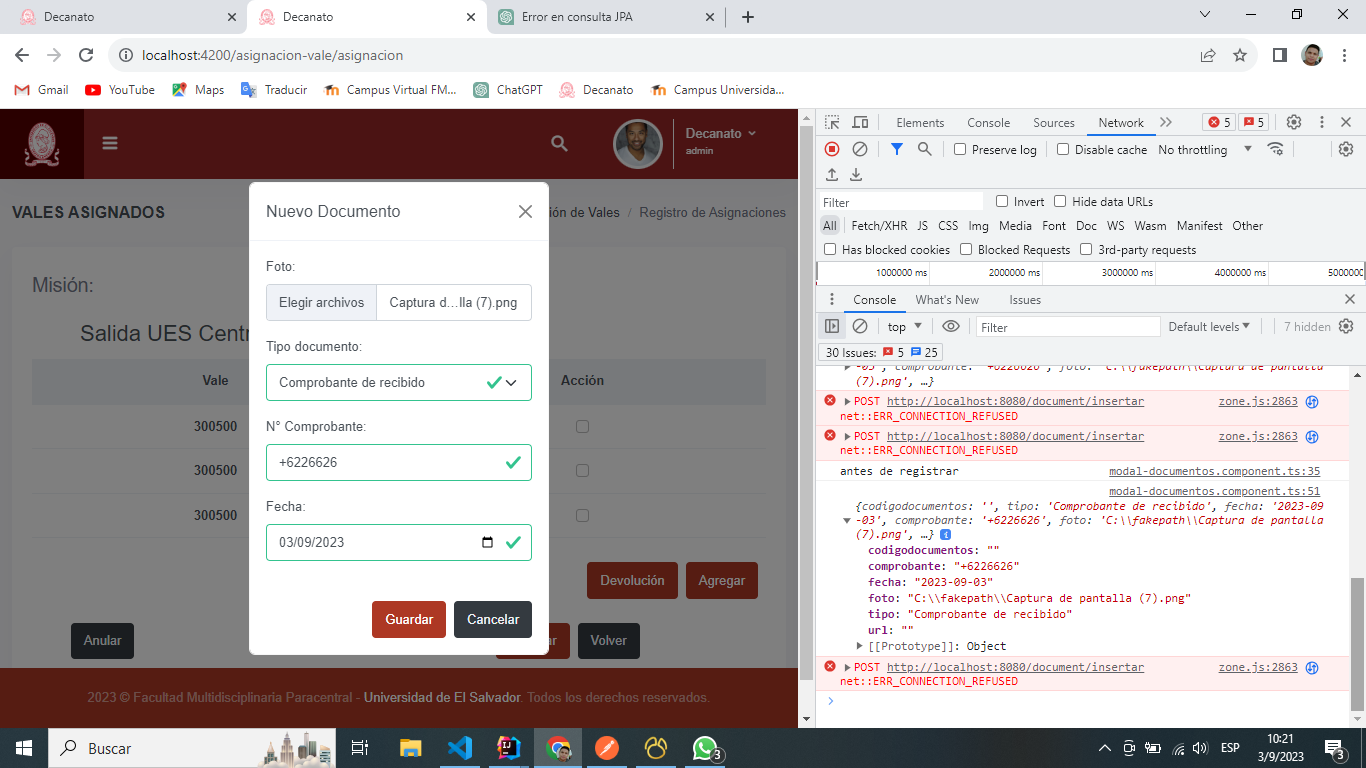 Decanato
Decanato
Error en consulta JPA
localhost:4200/asignacion-vale/asignacion
Gmail YouTube Maps Traducir Campus Virtual FM... ChatGPT Decanato Campus Universida...
Decanato
admin
VALES ASIGNADOS
ión de Vales / Registro de Asignaciones
Misión:
Salida UES Centr
Vale Acción
300500
300500
300500
Devolución Agregar
Anular
ar Volver
2023 © Facultad Multidisciplinaria Paracentral - Universidad de El Salvador. Todos los derechos reservados.
Nuevo Documento
Foto:
Elegir archivos Captura d...lla (7).png
Tipo documento:
Comprobante de recibido
N° Comprobante:
+6226626
Fecha:
03/09/2023
Guardar Cancelar
Elements Console Sources Network 5 5
Preserve log Disable cache No throttling
Filter Invert Hide data URLs
All Fetch/XHR JS CSS Img Media Font Doc WS Wasm Manifest Other
Has blocked cookies Blocked Requests 3rd-party requests
1000000 ms 2000000 ms 3000000 ms 4000000 ms 5000000
Console What's New Issues
top Filter Default levels 7 hidden
30 Issues: 5 25
-03', comprobante: '+6226626', foto: 'C:\\fakepath\\Captura de pantalla
(7).png', …}
POST http://localhost:8080/document/insertar zone.js:2863
net::ERR_CONNECTION_REFUSED
POST http://localhost:8080/document/insertar zone.js:2863
net::ERR_CONNECTION_REFUSED
antes de registrar modal-documentos.component.ts:35
modal-documentos.component.ts:51
{codigodocumentos: '', tipo: 'Comprobante de recibido', fecha: '2023-09
-03', comprobante: '+6226626', foto: 'C:\\fakepath\\Captura de pantalla
(7).png', …}
codigodocumentos: ""
comprobante: "+6226626"
fecha: "2023-09-03"
foto: "C:\\fakepath\\Captura de pantalla (7).png"
tipo: "Comprobante de recibido"
url: ""
[[Prototype]]: Object
POST http://localhost:8080/document/insertar zone.js:2863
net::ERR_CONNECTION_REFUSED
Buscar
3
ESP
10:21
3/9/2023
3